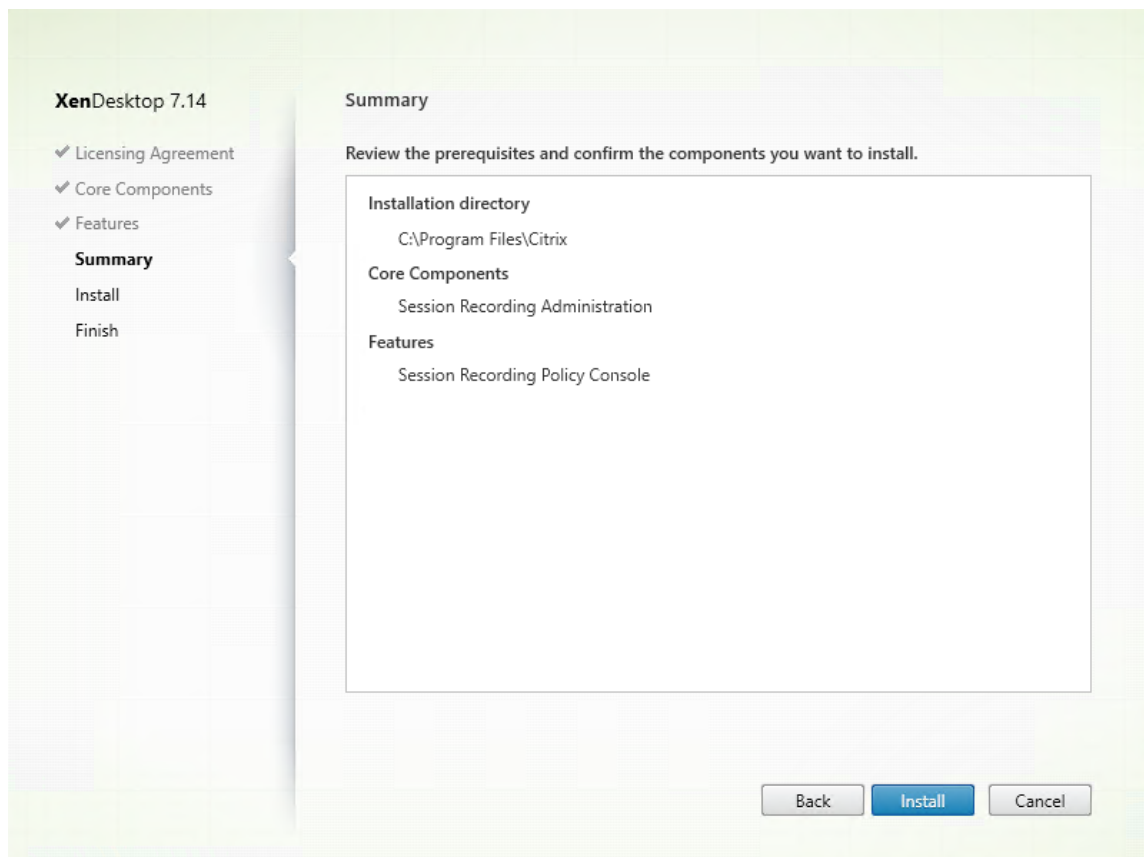 XenDesktop 7.14
Licensing Agreement
Core Components
Features
Summary
Install
Finish
Summary
Review the prerequisites and confirm the components you want to install.
Installation directory
C:\Program Files\Citrix
Core Components
Session Recording Administration
Features
Session Recording Policy Console
Back
Install
Cancel